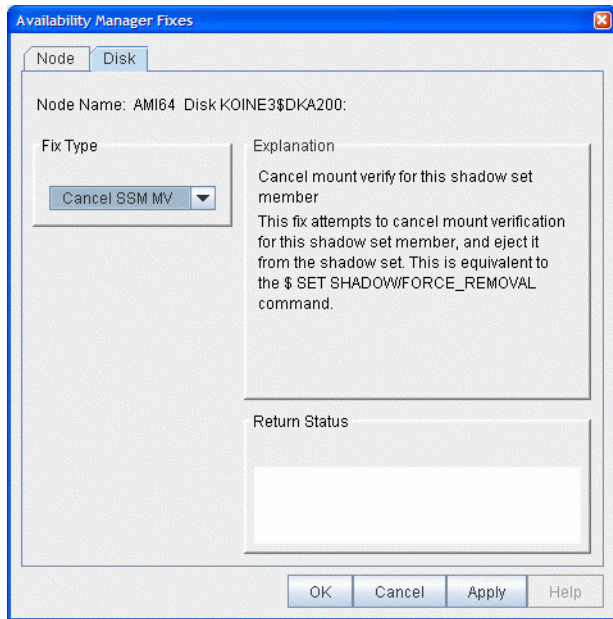 Availability Manager Fixes
Node
Disk
Node Name: AMI64 Disk KOINE3$DKA200:
Fix Type
Cancel SSM MV
Explanation
Cancel mount verify for this shadow set
member
This fix attempts to cancel mount verification
for this shadow set member, and eject it
from the shadow set. This is equivalent to
the $ SET SHADOW/FORCE_REMOVAL
command.
Return Status
OK
Cancel
Apply
Help